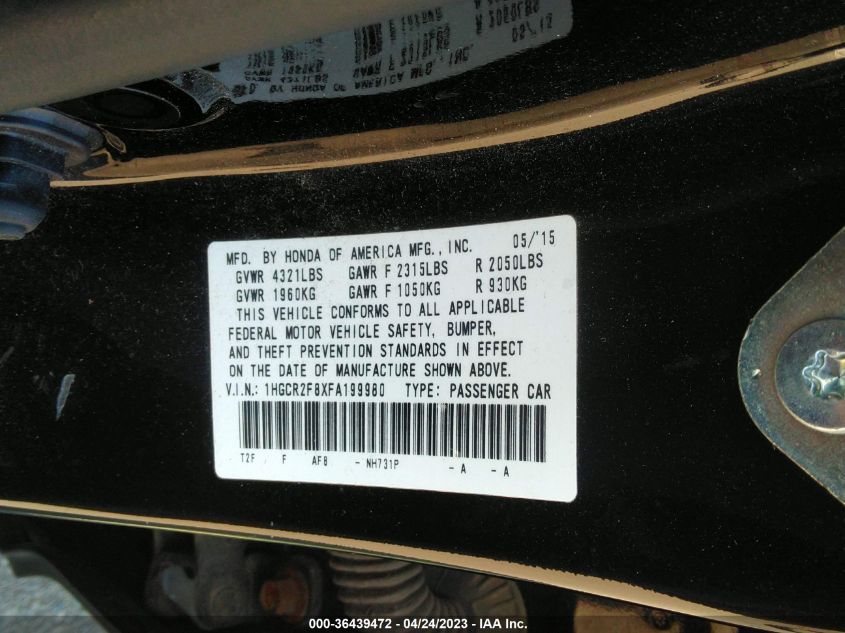 MFD. BY HONDA OF AMERICA MFG., INC. 05/'15
GVWR 4321LBS GAWR F 2315LBS R 2050LBS
GVWR 1960KG GAWR F 1050KG R 930KG
THIS VEHICLE CONFORMS TO ALL APPLICABLE
FEDERAL MOTOR VEHICLE SAFETY, BUMPER,
AND THEFT PREVENTION STANDARDS IN EFFECT
ON THE DATE OF MANUFACTURE SHOWN ABOVE.
V.I.N.: 1HGCR2F8XFA199980 TYPE: PASSENGER CAR
T2F F AF8 - NH731P - A - A
000-36439472 - 04/24/2023 - IAA Inc.